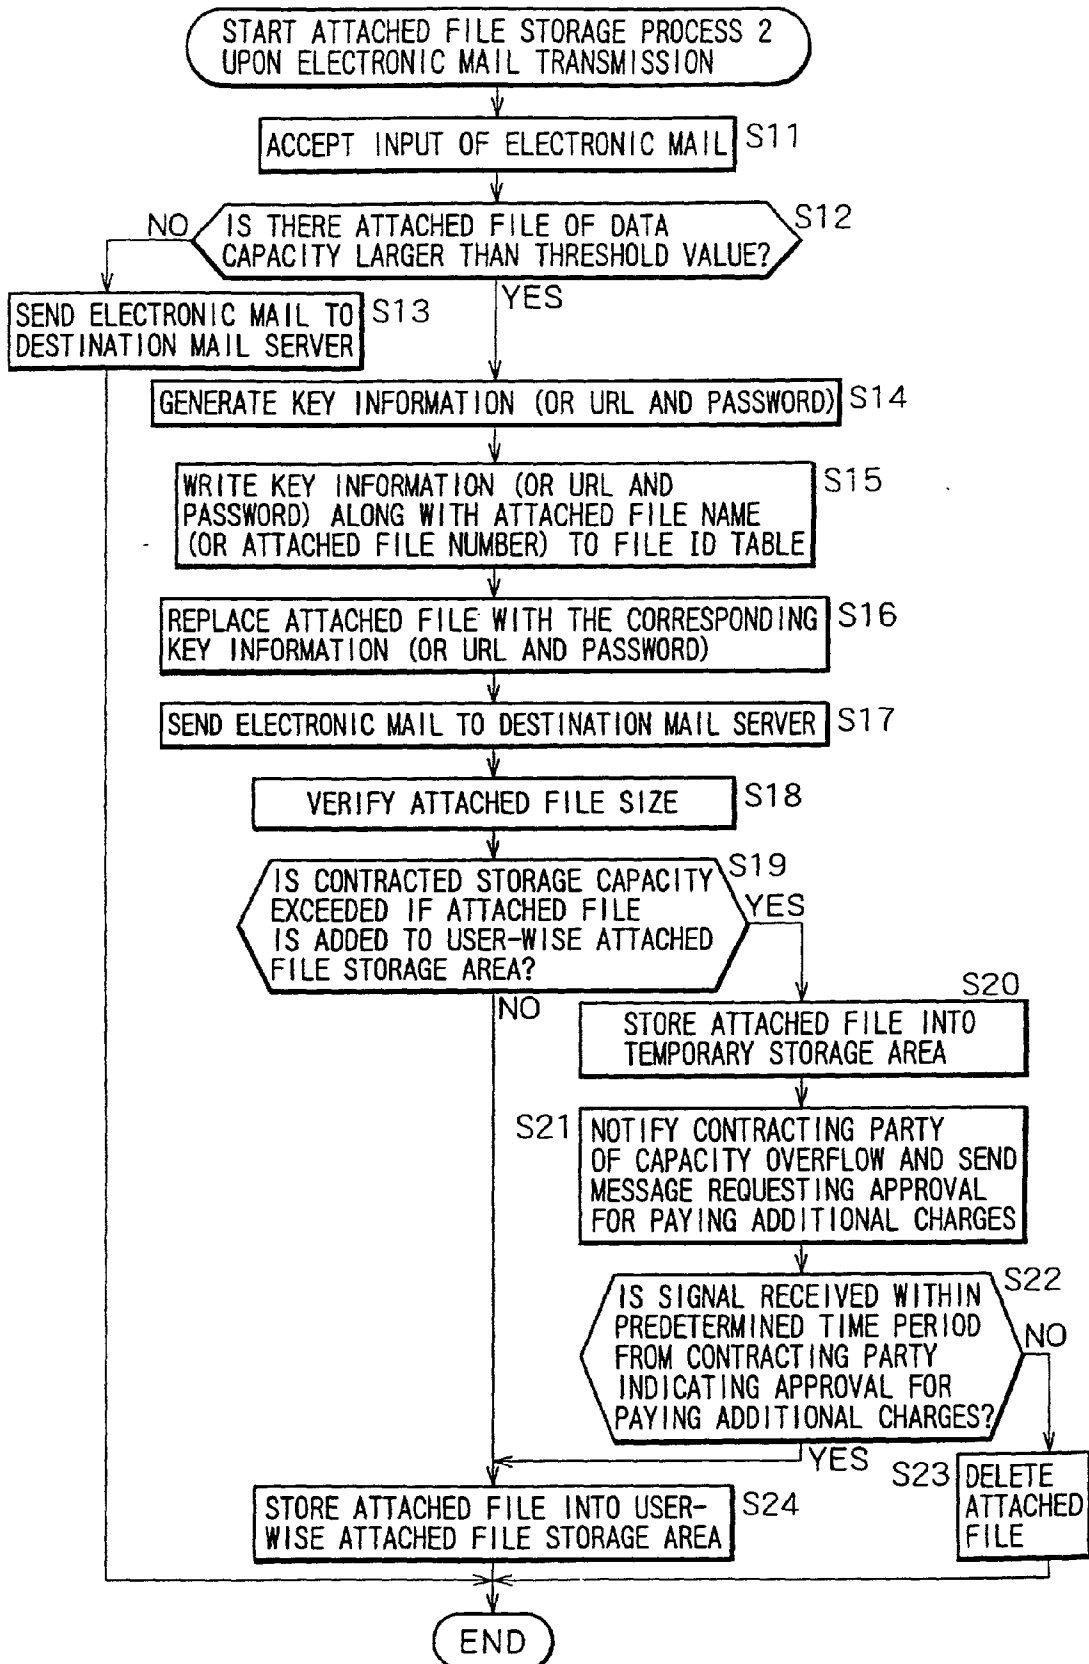 START ATTACHED FILE STORAGE PROCESS 2
UPON ELECTRONIC MAIL TRANSMISSION
ACCEPT INPUT OF ELECTRONIC MAIL
S11
NO
IS THERE ATTACHED FILE OF DATA
CAPACITY LARGER THAN THRESHOLD VALUE?
S12
YES
SEND ELECTRONIC MAIL TO
DESTINATION MAIL SERVER
S13
GENERATE KEY INFORMATION (OR URL AND PASSWORD)
S14
WRITE KEY INFORMATION (OR URL AND
PASSWORD) ALONG WITH ATTACHED FILE NAME
(OR ATTACHED FILE NUMBER) TO FILE ID TABLE
S15
REPLACE ATTACHED FILE WITH THE CORRESPONDING
KEY INFORMATION (OR URL AND PASSWORD)
S16
SEND ELECTRONIC MAIL TO DESTINATION MAIL SERVER
S17
VERIFY ATTACHED FILE SIZE
S18
S19
IS CONTRACTED STORAGE CAPACITY
EXCEEDED IF ATTACHED FILE
IS ADDED TO USER-WISE ATTACHED
FILE STORAGE AREA?
YES
NO
S20
STORE ATTACHED FILE INTO
TEMPORARY STORAGE AREA
S21
NOTIFY CONTRACTING PARTY
OF CAPACITY OVERFLOW AND SEND
MESSAGE REQUESTING APPROVAL
FOR PAYING ADDITIONAL CHARGES
S22
IS SIGNAL RECEIVED WITHIN
PREDETERMINED TIME PERIOD
FROM CONTRACTING PARTY
INDICATING APPROVAL FOR
PAYING ADDITIONAL CHARGES?
NO
YES
S23
DELETE
ATTACHED
FILE
STORE ATTACHED FILE INTO USER-
WISE ATTACHED FILE STORAGE AREA
S24
END